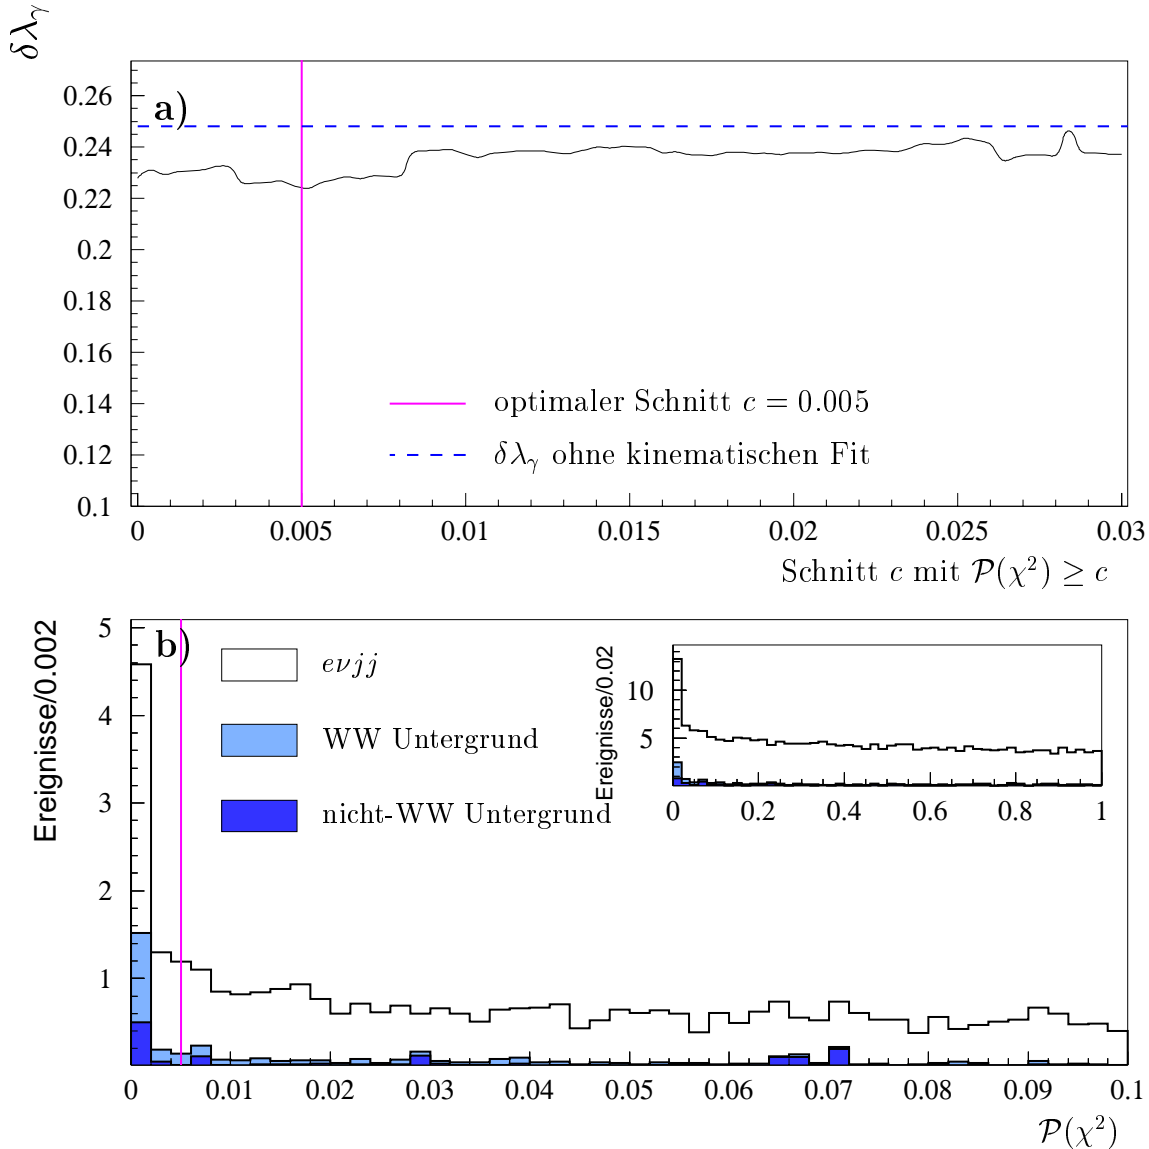 δλγ
a)
0.26
0.24
0.22
0.2
0.18
0.16
0.14
0.12
0.1
optimaler Schnitt c = 0.005
δλγ ohne kinematischen Fit
0 0.005 0.01 0.015 0.02 0.025 0.03
Schnitt c mit 𝒫(χ²) ≥ c
Ereignisse/0.002
b)
5
4
3
2
1
eνjj
WW Untergrund
nicht-WW Untergrund
Ereignisse/0.02
10
5
0 0.2 0.4 0.6 0.8 1
0 0.01 0.02 0.03 0.04 0.05 0.06 0.07 0.08 0.09 0.1
𝒫(χ²)